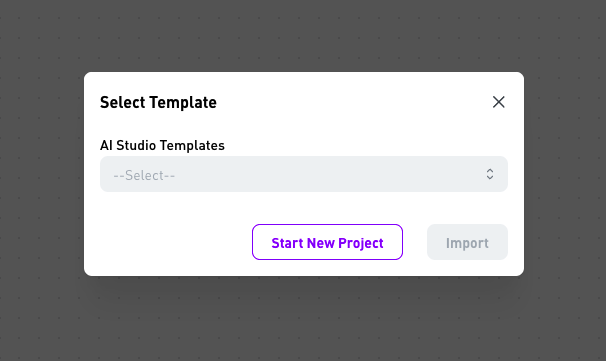 Select Template
AI Studio Templates
--Select--
Start New Project
Import